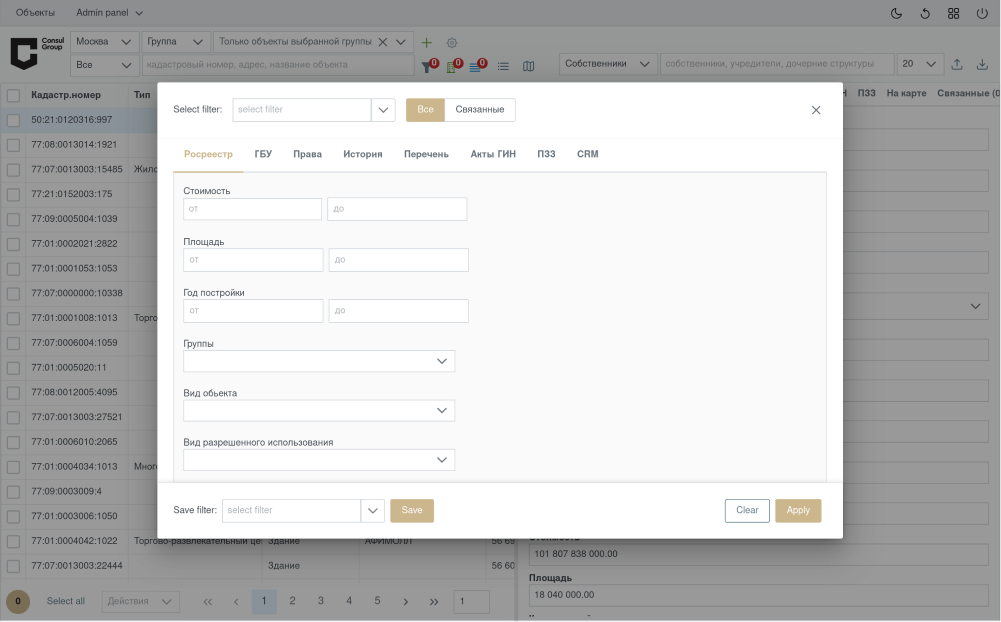 Объекты Admin panel
Consul Group Москва Группа Только объекты выбранной группы
Все кадастровый номер, адрес, название объекта 0 0 0 Собственники собственники, учредители, дочерние структуры 20
Кадастр.номер Тип ПЗЗ На карте Связанные (0
Select filter: select filter Все Связанные
50:21:0120316:997
77:08:0013014:1921
Росреестр ГБУ Права История Перечень Акты ГИН ПЗЗ CRM
77:07:0013003:15485 Жило
Стоимость
77:21:0152003:175
от до
77:09:0005004:1039
Площадь
77:01:0002021:2822
от до
77:01:0001053:1053
Год постройки
77:07:0000000:10338
от до
77:01:0001008:1013 Торго
Группы
77:07:0006004:1059
77:01:0005020:11
Вид обьекта
77:08:0012005:4095
77:07:0013003:27521
Вид разрешенного использования
77:01:0006010:2065
77:01:0004034:1013 Много
77:09:0003009:4
Save filter: select filter Save Clear Apply
77:01:0003006:1050
77:01:0004042:1022 Торгово-развлекательный це Здание АФИМОЛЛ 56 69
101 807 838 000.00
77:07:0013003:22444 Здание 56 60
Площадь
18 040 000.00
0 Select all Действия 1 2 3 4 5 1